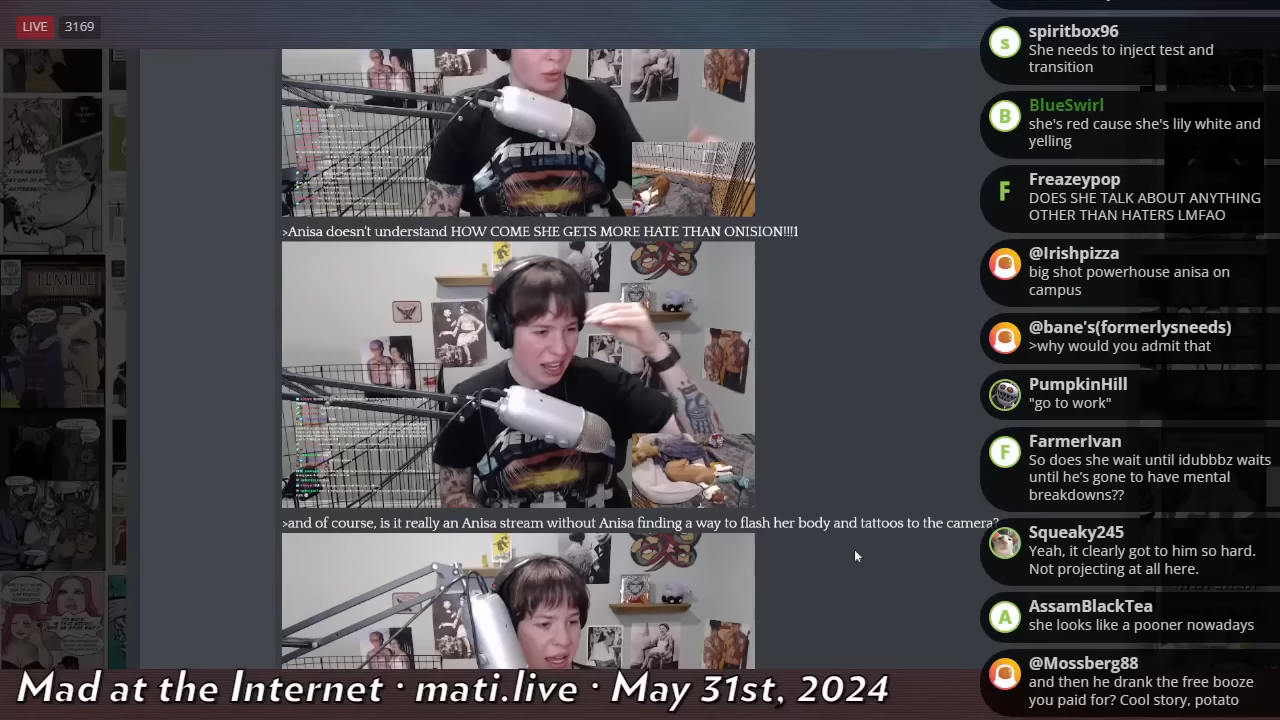 LIVE 3169
METALLICA
>Anisa doesn't understand HOW COME SHE GETS MORE HATE THAN ONISION!!!1
>and of course, is it really an Anisa stream without Anisa finding a way to flash her body and tattoos to the camera?
TEMPLE
spiritbox96
She needs to inject test and
transition
BlueSwirl
she's red cause she's lily white and
yelling
Freazeypop
DOES SHE TALK ABOUT ANYTHING
OTHER THAN HATERS LMFAO
@Irishpizza
big shot powerhouse anisa on
campus
@bane's(formerlysneeds)
>why would you admit that
PumpkinHill
"go to work"
FarmerIvan
So does she wait until idubbbz waits
until he's gone to have mental
breakdowns??
Squeaky245
Yeah, it clearly got to him so hard.
Not projecting at all here.
AssamBlackTea
she looks like a pooner nowadays
@Mossberg88
and then he drank the free booze
you paid for? Cool story, potato
Mad at the Internet · mati.live · May 31st, 2024